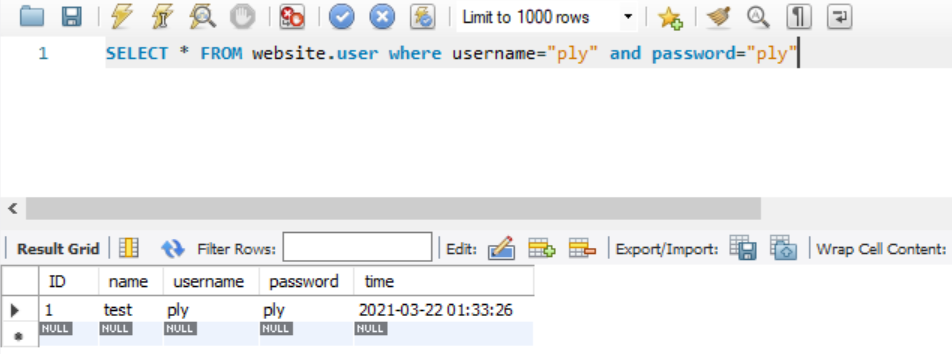 Limit to 1000 rows
1 SELECT * FROM website.user where username="ply" and password="ply"
Result Grid Filter Rows: Edit: Export/Import: Wrap Cell Content:
ID name username password time
1 test ply ply 2021-03-22 01:33:26
NULL NULL NULL NULL NULL